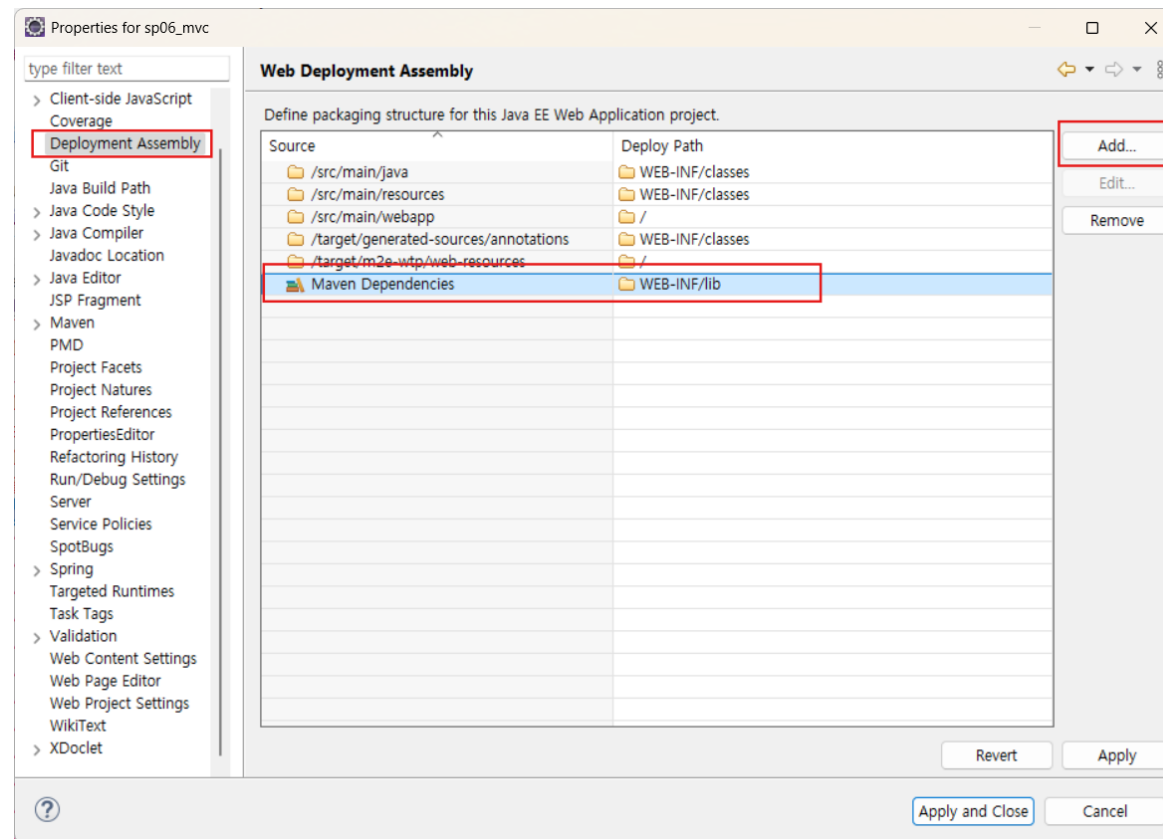 Properties for sp06_mvc
type filter text
Client-side JavaScript
Coverage
Deployment Assembly
Git
Java Build Path
Java Code Style
Java Compiler
Javadoc Location
Java Editor
JSP Fragment
Maven
PMD
Project Facets
Project Natures
Project References
PropertiesEditor
Refactoring History
Run/Debug Settings
Server
Service Policies
SpotBugs
Spring
Targeted Runtimes
Task Tags
Validation
Web Content Settings
Web Page Editor
Web Project Settings
WikiText
XDoclet
Web Deployment Assembly
Define packaging structure for this Java EE Web Application project.
Source Deploy Path
/src/main/java WEB-INF/classes
/src/main/resources WEB-INF/classes
/src/main/webapp /
/target/generated-sources/annotations WEB-INF/classes
/target/m2e-wtp/web-resources /
Maven Dependencies WEB-INF/lib
Add...
Edit...
Remove
Revert Apply
? Apply and Close Cancel